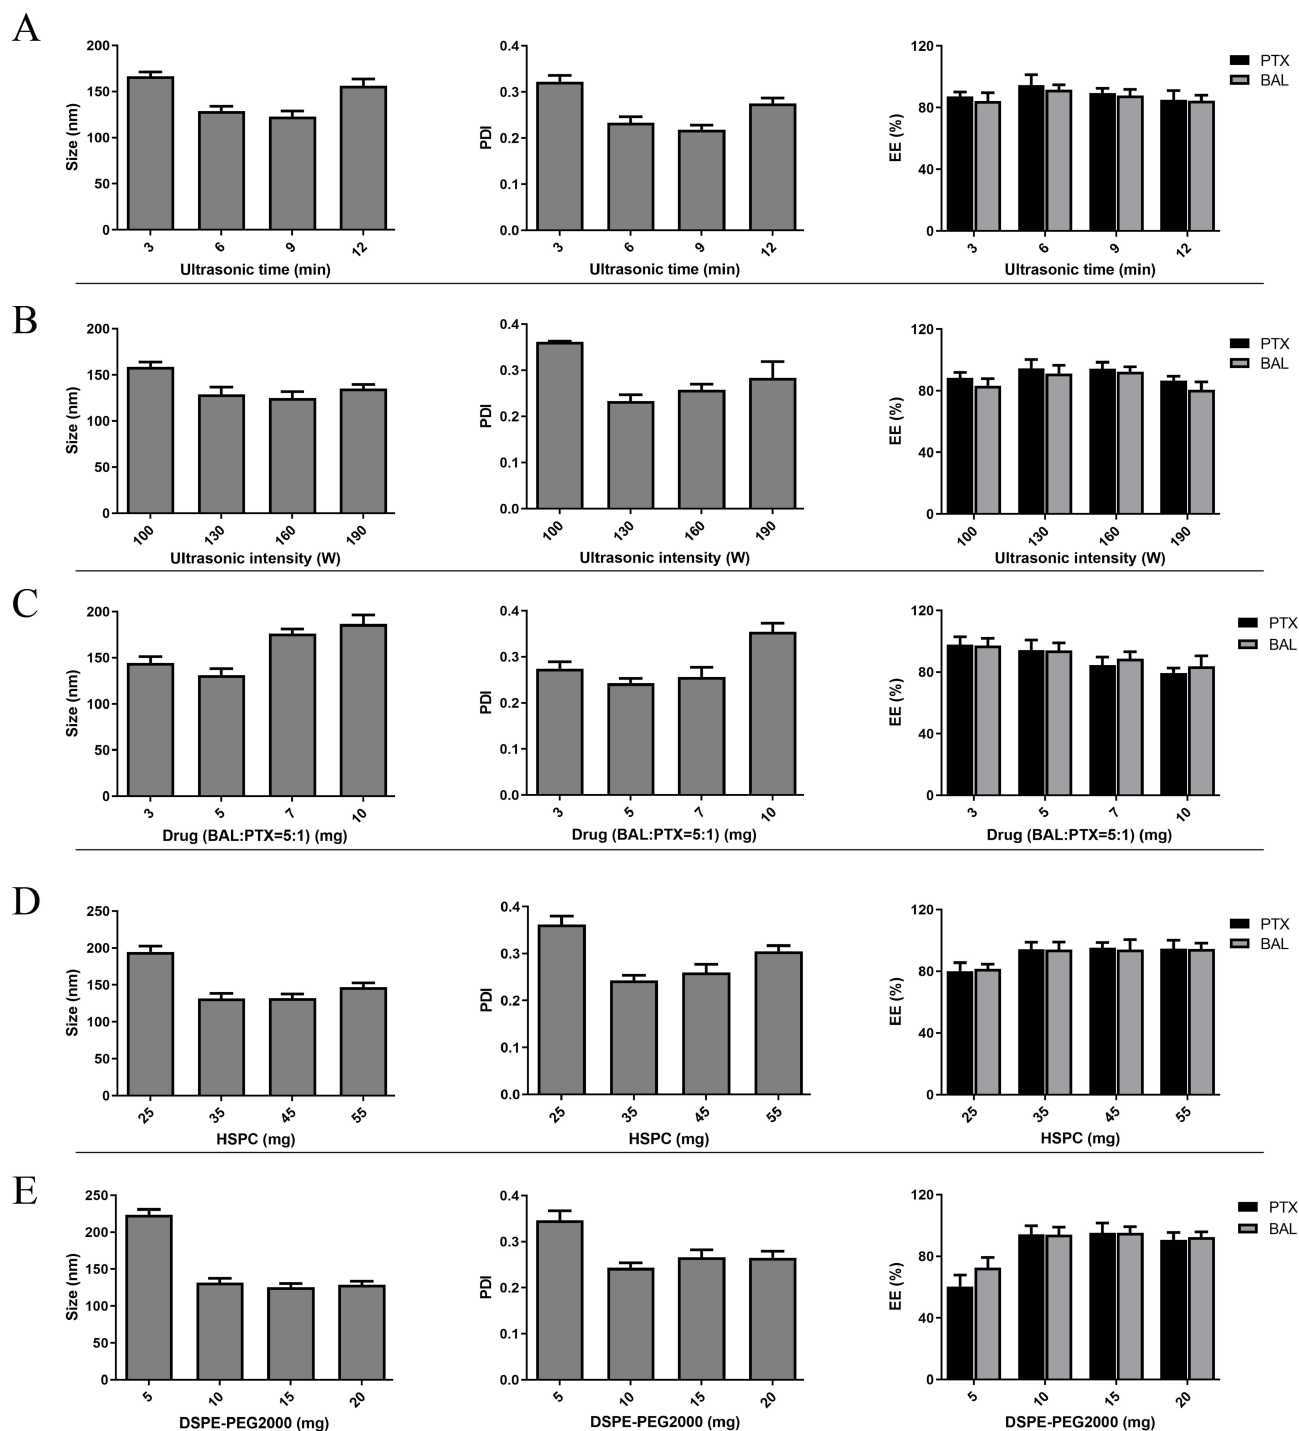 A
200
150
100
50
0
Size (nm)
3 6 9 12
Ultrasonic time (min)
0.4
0.3
0.2
0.1
0.0
PDI
3 6 9 12
Ultrasonic time (min)
120
80
40
0
EE (%)
3 6 9 12
Ultrasonic time (min)
PTX
BAL
B
200
150
100
50
0
Size (nm)
100 130 160 190
Ultrasonic intensity (W)
0.4
0.3
0.2
0.1
0.0
PDI
100 130 160 190
Ultrasonic intensity (W)
120
80
40
0
EE (%)
100 130 160 190
Ultrasonic intensity (W)
PTX
BAL
C
200
150
100
50
0
Size (nm)
3 5 7 10
Drug (BAL:PTX=5:1) (mg)
0.4
0.3
0.2
0.1
0.0
PDI
3 5 7 10
Drug (BAL:PTX=5:1) (mg)
120
80
40
0
EE (%)
3 5 7 10
Drug (BAL:PTX=5:1) (mg)
PTX
BAL
D
250
200
150
100
50
0
Size (nm)
25 35 45 55
HSPC (mg)
0.4
0.3
0.2
0.1
0.0
PDI
25 35 45 55
HSPC (mg)
120
80
40
0
EE (%)
25 35 45 55
HSPC (mg)
PTX
BAL
E
250
200
150
100
50
0
Size (nm)
5 10 15 20
DSPE-PEG2000 (mg)
0.4
0.3
0.2
0.1
0.0
PDI
5 10 15 20
DSPE-PEG2000 (mg)
120
80
40
0
EE (%)
5 10 15 20
DSPE-PEG2000 (mg)
PTX
BAL